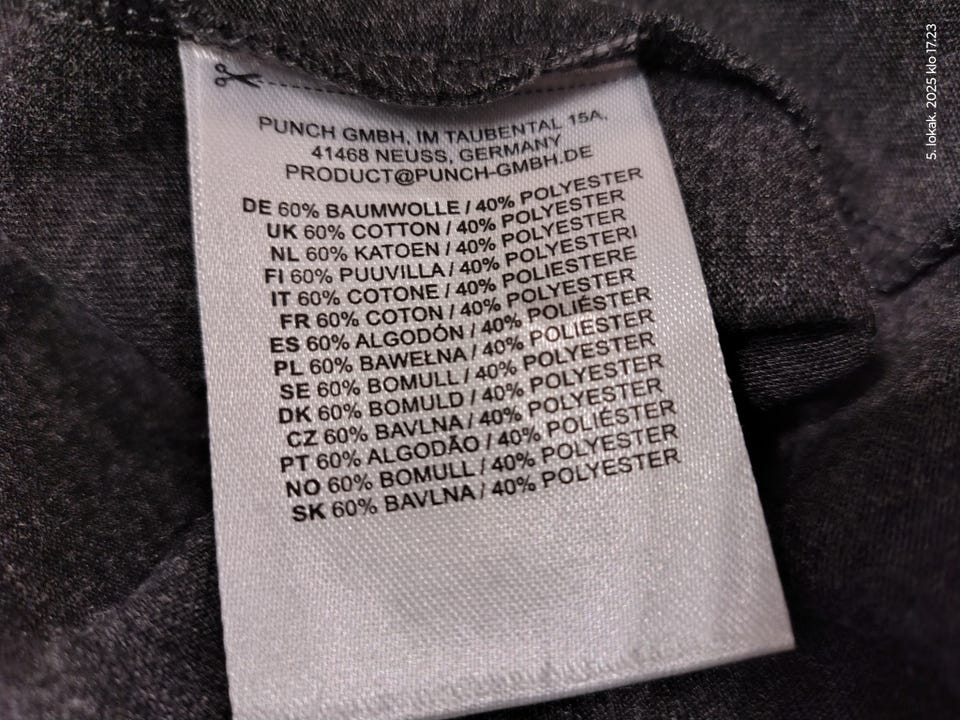 PUNCH GMBH, IM TAUBENTAL 15A,
41468 NEUSS, GERMANY
PRODUCT@PUNCH-GMBH.DE
DE 60% BAUMWOLLE / 40% POLYESTER
UK 60% COTTON / 40% POLYESTER
NL 60% KATOEN / 40% POLYESTER
FI 60% PUUVILLA / 40% POLYESTERI
IT 60% COTONE / 40% POLIESTERE
FR 60% COTON / 40% POLYESTER
ES 60% ALGODÓN / 40% POLIÉSTER
PL 60% BAWEŁNA / 40% POLIESTER
SE 60% BOMULL / 40% POLYESTER
DK 60% BOMULD / 40% POLYESTER
CZ 60% BAVLNA / 40% POLYESTER
PT 60% ALGODÃO / 40% POLIÉSTER
NO 60% BOMULL / 40% POLYESTER
SK 60% BAVLNA / 40% POLYESTER
5. lokak. 2025 klo 17.23